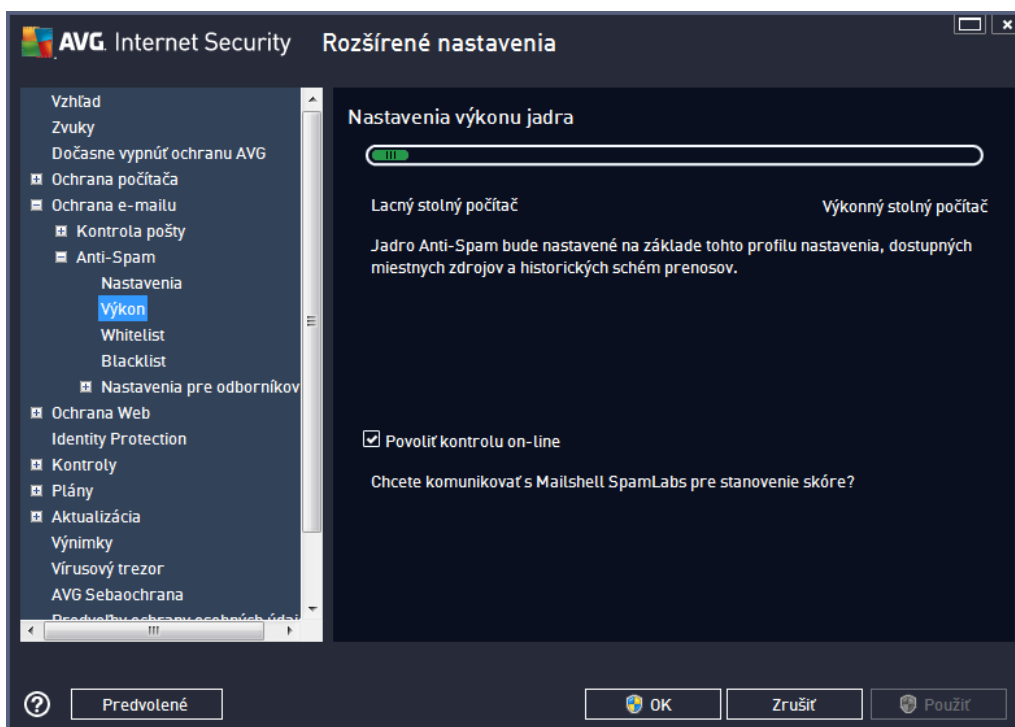 AVG. Internet Security Rozšírené nastavenia
Vzhľad
Zvuky
Dočasne vypnúť ochranu AVG
Ochrana počítača
Ochrana e-mailu
Kontrola pošty
Anti-Spam
Nastavenia
Výkon
Whitelist
Blacklist
Nastavenia pre odborníkov
Ochrana Web
Identity Protection
Kontroly
Plány
Aktualizácia
Výnimky
Vírusový trezor
AVG Sebaochrana
Predvoľby ochrany osobných údaj
Nastavenia výkonu jadra
Lacný stolný počítač
Výkonný stolný počítač
Jadro Anti-Spam bude nastavené na základe tohto profilu nastavenia, dostupných
miestnych zdrojov a historických schém prenosov.
Povoliť kontrolu on-line
Chcete komunikovať s Mailshell SpamLabs pre stanovenie skóre?
Predvolené
OK
Zrušiť
Použiť